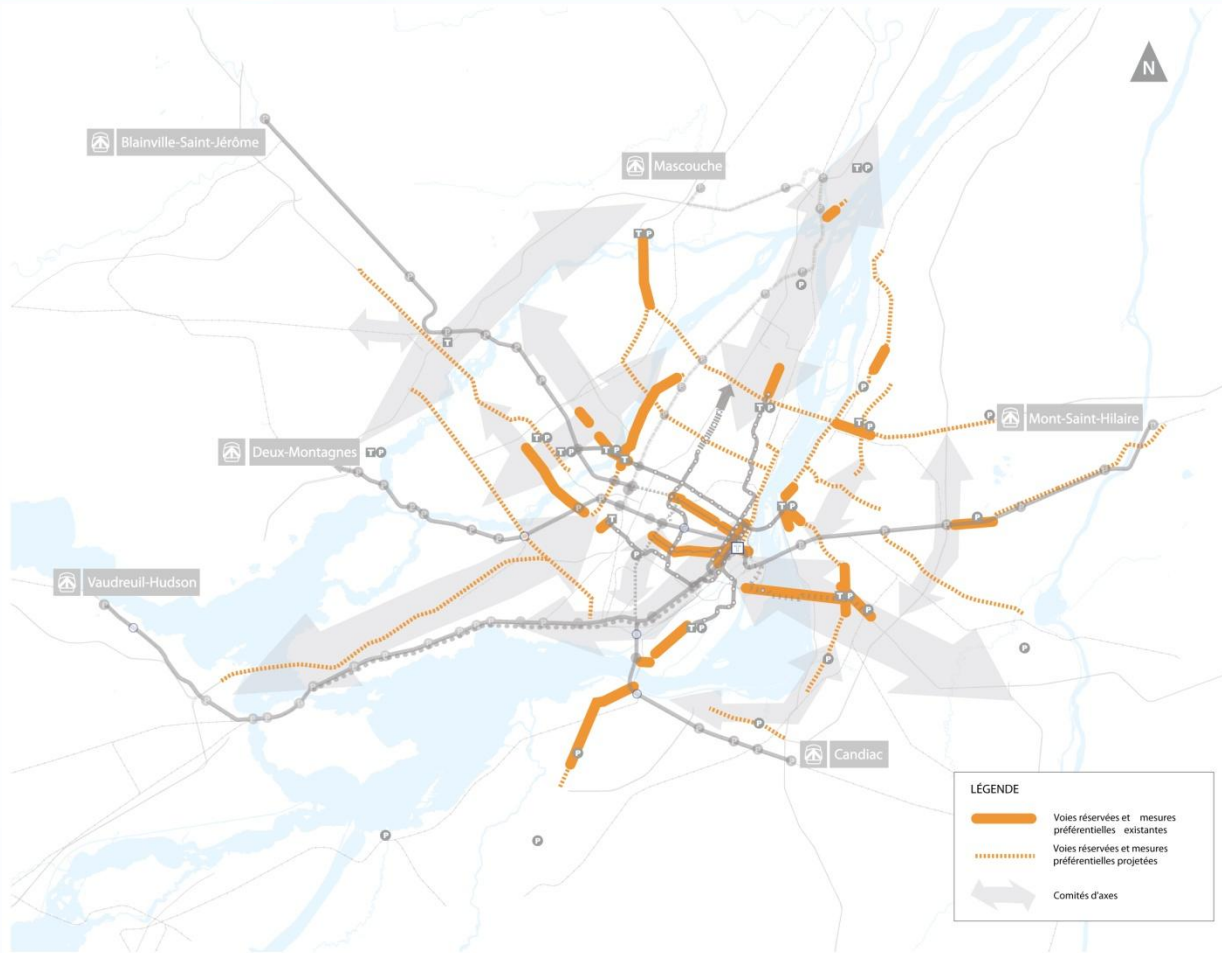 N
Blainville-Saint-Jérôme
Mascouche
T P
T P
P
T
P
T P
P
T P
Mont-Saint-Hilaire
Deux-Montagnes
T P
T P
T P
T P
T
T P
P
T
P
Vaudreuil-Hudson
T P
P
T P
P
P
P
P
Candiac
P
P
LÉGENDE
Voies réservées et mesures
préférentielles existantes
Voies réservées et mesures
préférentielles projetées
Comités d'axes